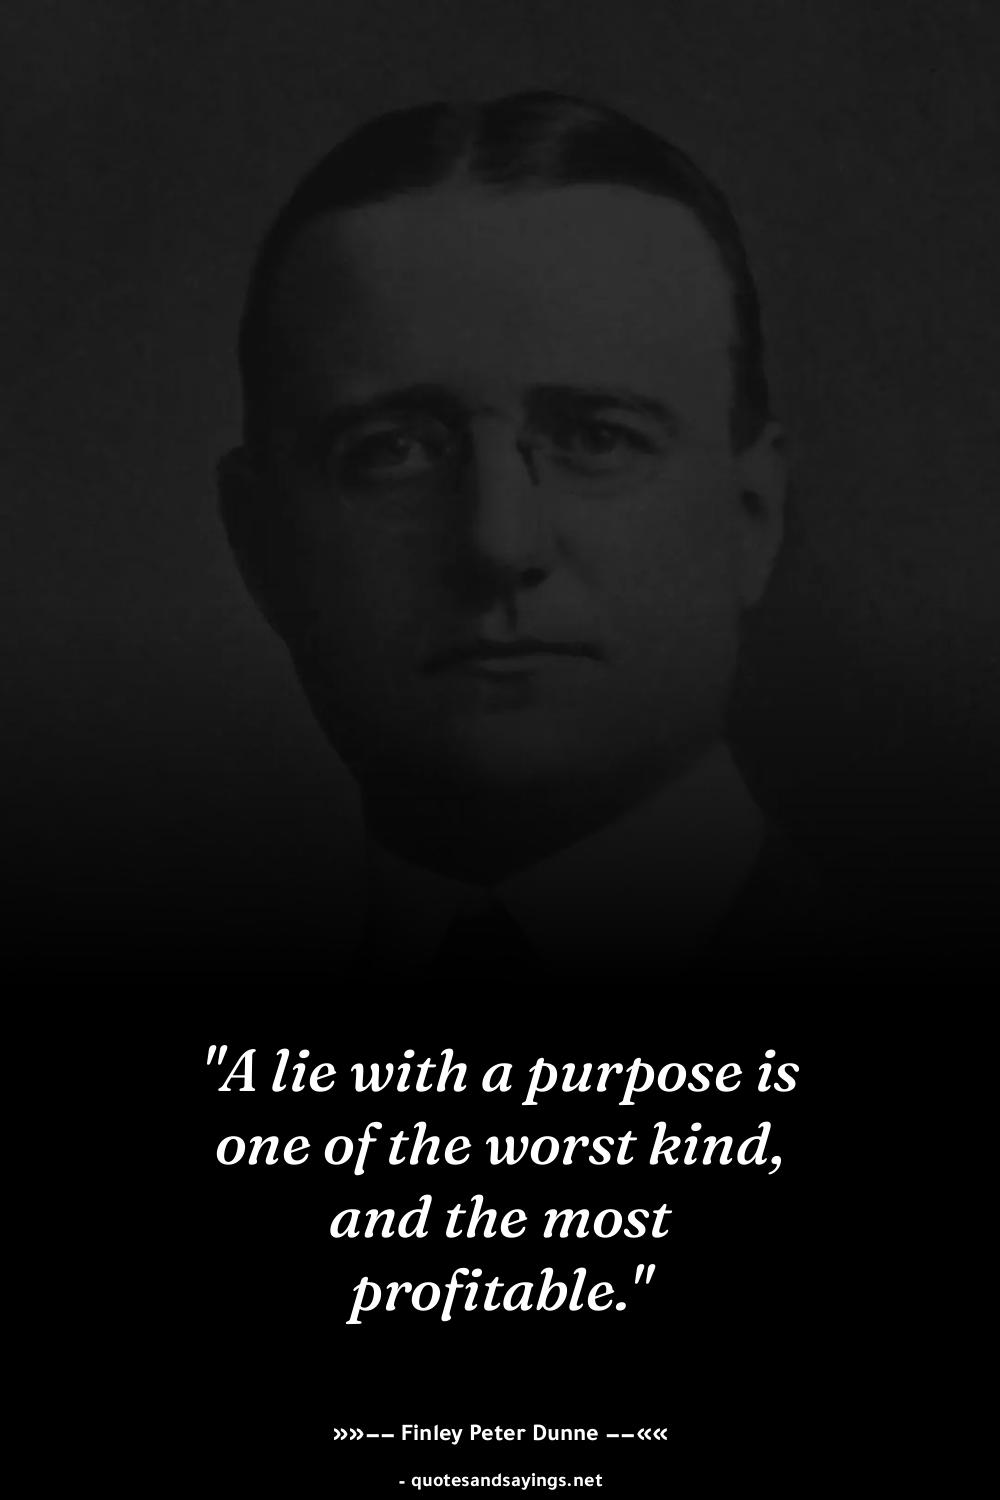 "A lie with a purpose is
one of the worst kind,
and the most
profitable."
»»–– Finley Peter Dunne ––««
- quotesandsayings.net